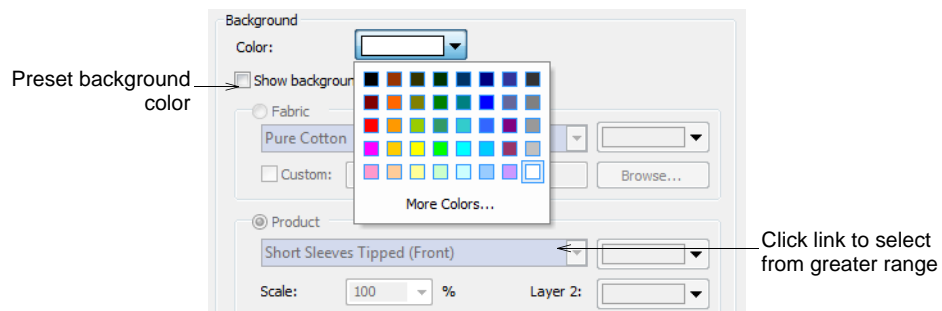 Background
Color:
Preset background
color
Show backgroun
Fabric
Pure Cotton
Custom:
Browse...
More Colors...
Product
Short Sleeves Tipped (Front)
Click link to select
from greater range
Scale: 100 % Layer 2: